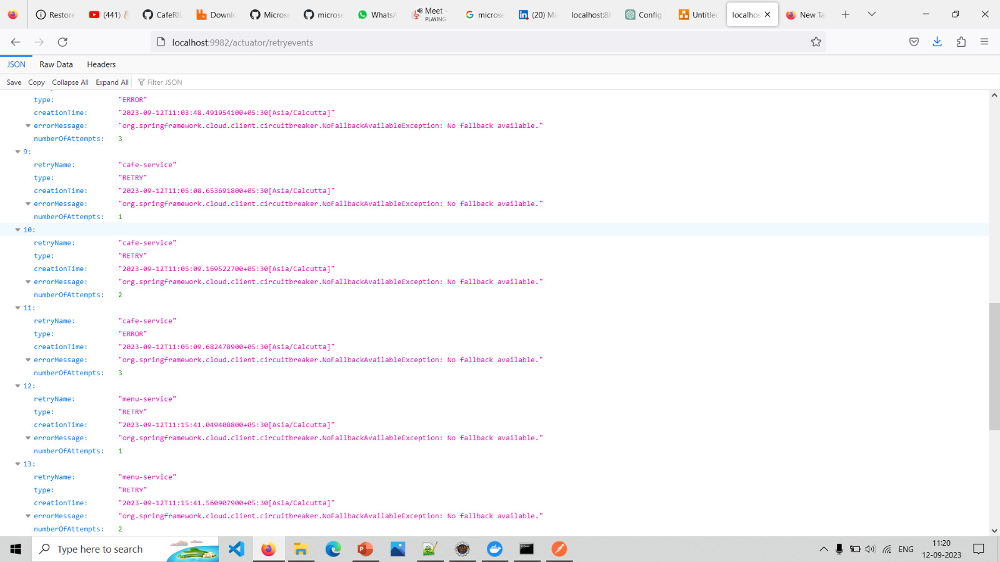 Restore
(441)
CafeRI
Downlo
Microse
microse
WhatsA
Meet -
PLAYING
microse
(20) Mi
localhost:88
Config
Untitled
localhos
New Ta
localhost:9982/actuator/retryevents
JSON Raw Data Headers
Save Copy Collapse All Expand All Filter JSON
type: "ERROR"
creationTime: "2023-09-12T11:03:48.491954100+05:30[Asia/Calcutta]"
errorMessage: "org.springframework.cloud.client.circuitbreaker.NoFallbackAvailableException: No fallback available."
numberOfAttempts: 3
9:
retryName: "cafe-service"
type: "RETRY"
creationTime: "2023-09-12T11:05:08.653691800+05:30[Asia/Calcutta]"
errorMessage: "org.springframework.cloud.client.circuitbreaker.NoFallbackAvailableException: No fallback available."
numberOfAttempts: 1
10:
retryName: "cafe-service"
type: "RETRY"
creationTime: "2023-09-12T11:05:09.169522700+05:30[Asia/Calcutta]"
errorMessage: "org.springframework.cloud.client.circuitbreaker.NoFallbackAvailableException: No fallback available."
numberOfAttempts: 2
11:
retryName: "cafe-service"
type: "ERROR"
creationTime: "2023-09-12T11:05:09.682478900+05:30[Asia/Calcutta]"
errorMessage: "org.springframework.cloud.client.circuitbreaker.NoFallbackAvailableException: No fallback available."
numberOfAttempts: 3
12:
retryName: "menu-service"
type: "RETRY"
creationTime: "2023-09-12T11:15:41.049408800+05:30[Asia/Calcutta]"
errorMessage: "org.springframework.cloud.client.circuitbreaker.NoFallbackAvailableException: No fallback available."
numberOfAttempts: 1
13:
retryName: "menu-service"
type: "RETRY"
creationTime: "2023-09-12T11:15:41.560907900+05:30[Asia/Calcutta]"
errorMessage: "org.springframework.cloud.client.circuitbreaker.NoFallbackAvailableException: No fallback available."
numberOfAttempts: 2
Type here to search
ENG
11:20
12-09-2023